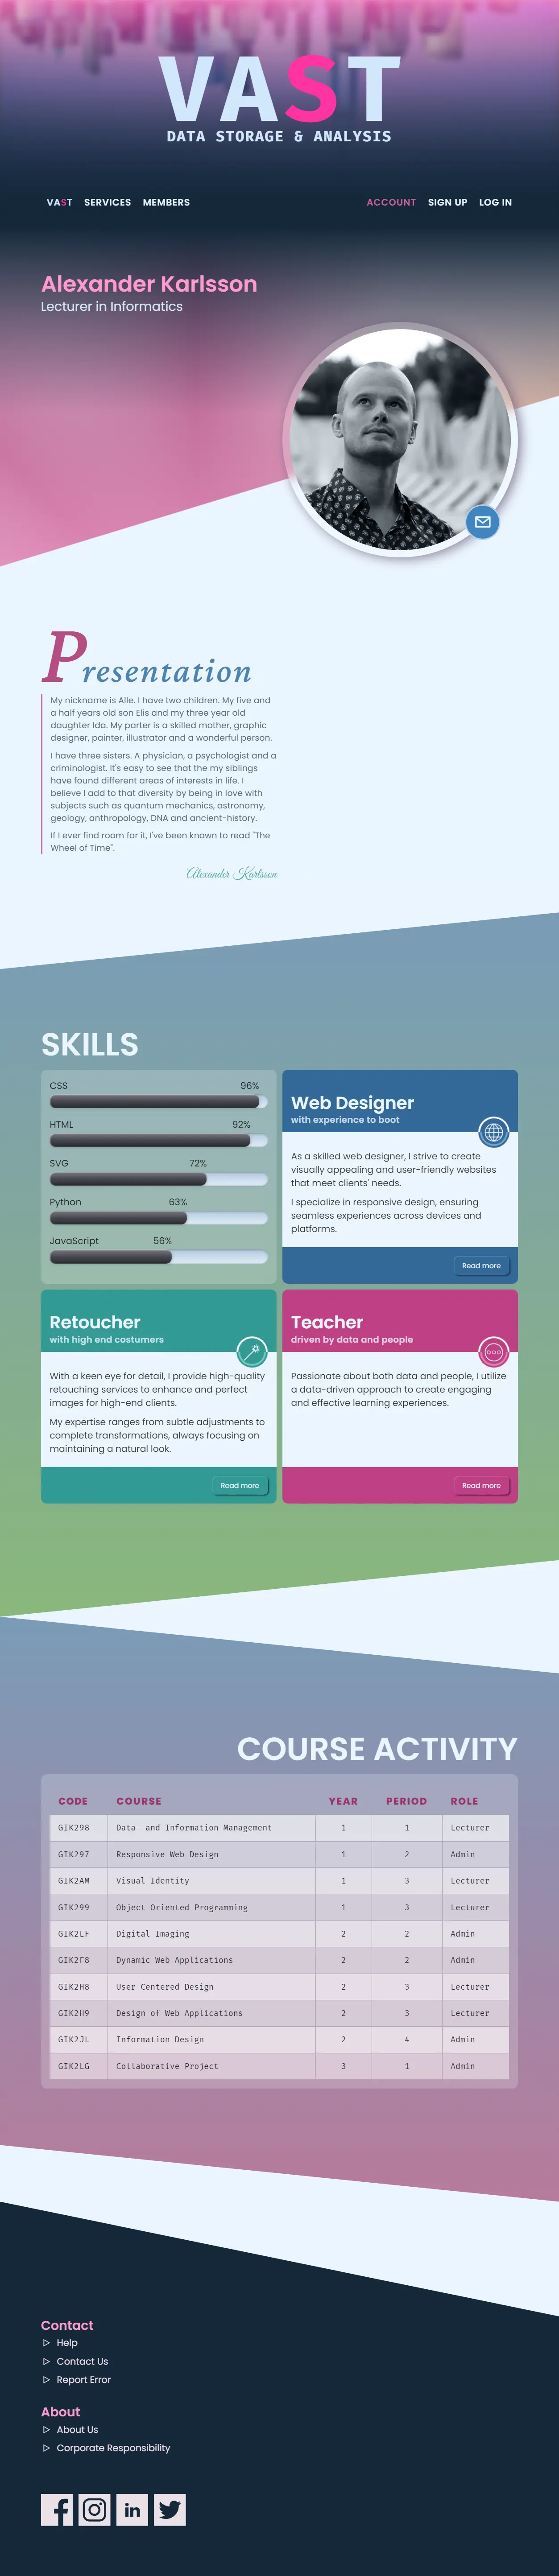 VAST
DATA STORAGE & ANALYSIS
VAST SERVICES MEMBERS ACCOUNT SIGN UP LOG IN
Alexander Karlsson
Lecturer in Informatics
Presentation
My nickname is Alle. I have two children. My five and
a half years old son Elis and my three year old
daughter Ida. My parter is a skilled mother, graphic
designer, painter, illustrator and a wonderful person.
I have three sisters. A physician, a psychologist and a
criminologist. It's easy to see that the my siblings
have found different areas of interests in life. I
believe I add to that diversity by being in love with
subjects such as quantum mechanics, astronomy,
geology, anthropology, DNA and ancient-history.
If I ever find room for it, I've been known to read "The
Wheel of Time".
Alexander Karlsson
SKILLS
CSS 96%
HTML 92%
SVG 72%
Python 63%
JavaScript 56%
Web Designer
with experience to boot
As a skilled web designer, I strive to create
visually appealing and user-friendly websites
that meet clients' needs.
I specialize in responsive design, ensuring
seamless experiences across devices and
platforms.
Read more
Retoucher
with high end costumers
With a keen eye for detail, I provide high-quality
retouching services to enhance and perfect
images for high-end clients.
My expertise ranges from subtle adjustments to
complete transformations, always focusing on
maintaining a natural look.
Read more
Teacher
driven by data and people
Passionate about both data and people, I utilize
a data-driven approach to create engaging
and effective learning experiences.
Read more
COURSE ACTIVITY
CODE COURSE YEAR PERIOD ROLE
GIK298 Data- and Information Management 1 1 Lecturer
GIK297 Responsive Web Design 1 2 Admin
GIK2AM Visual Identity 1 3 Lecturer
GIK299 Object Oriented Programming 1 3 Lecturer
GIK2LF Digital Imaging 2 2 Admin
GIK2F8 Dynamic Web Applications 2 2 Admin
GIK2H8 User Centered Design 2 3 Lecturer
GIK2H9 Design of Web Applications 2 3 Lecturer
GIK2JL Information Design 2 4 Admin
GIK2LG Collaborative Project 3 1 Admin
Contact
Help
Contact Us
Report Error
About
About Us
Corporate Responsibility
in